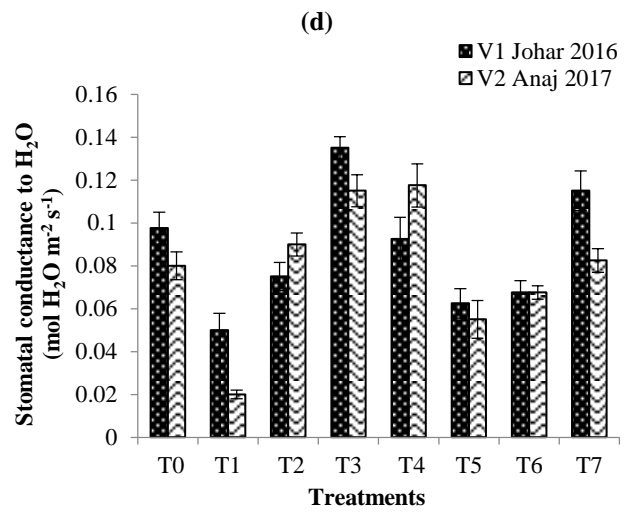 (d)
V1 Johar 2016
V2 Anaj 2017
Stomatal conductance to H₂O
(mol H₂O m⁻² s⁻¹)
0.16
0.14
0.12
0.1
0.08
0.06
0.04
0.02
0
T0 T1 T2 T3 T4 T5 T6 T7
Treatments